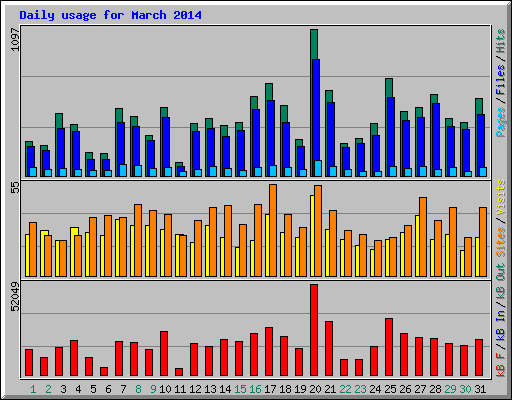 Daily usage for March 2014
1097
Pages / Files / Hits
55
Sites / Visits
52049
kB F / kB In / kB Out
1 2 3 4 5 6 7 8 9 10 11 12 13 14 15 16 17 18 19 20 21 22 23 24 25 26 27 28 29 30 31